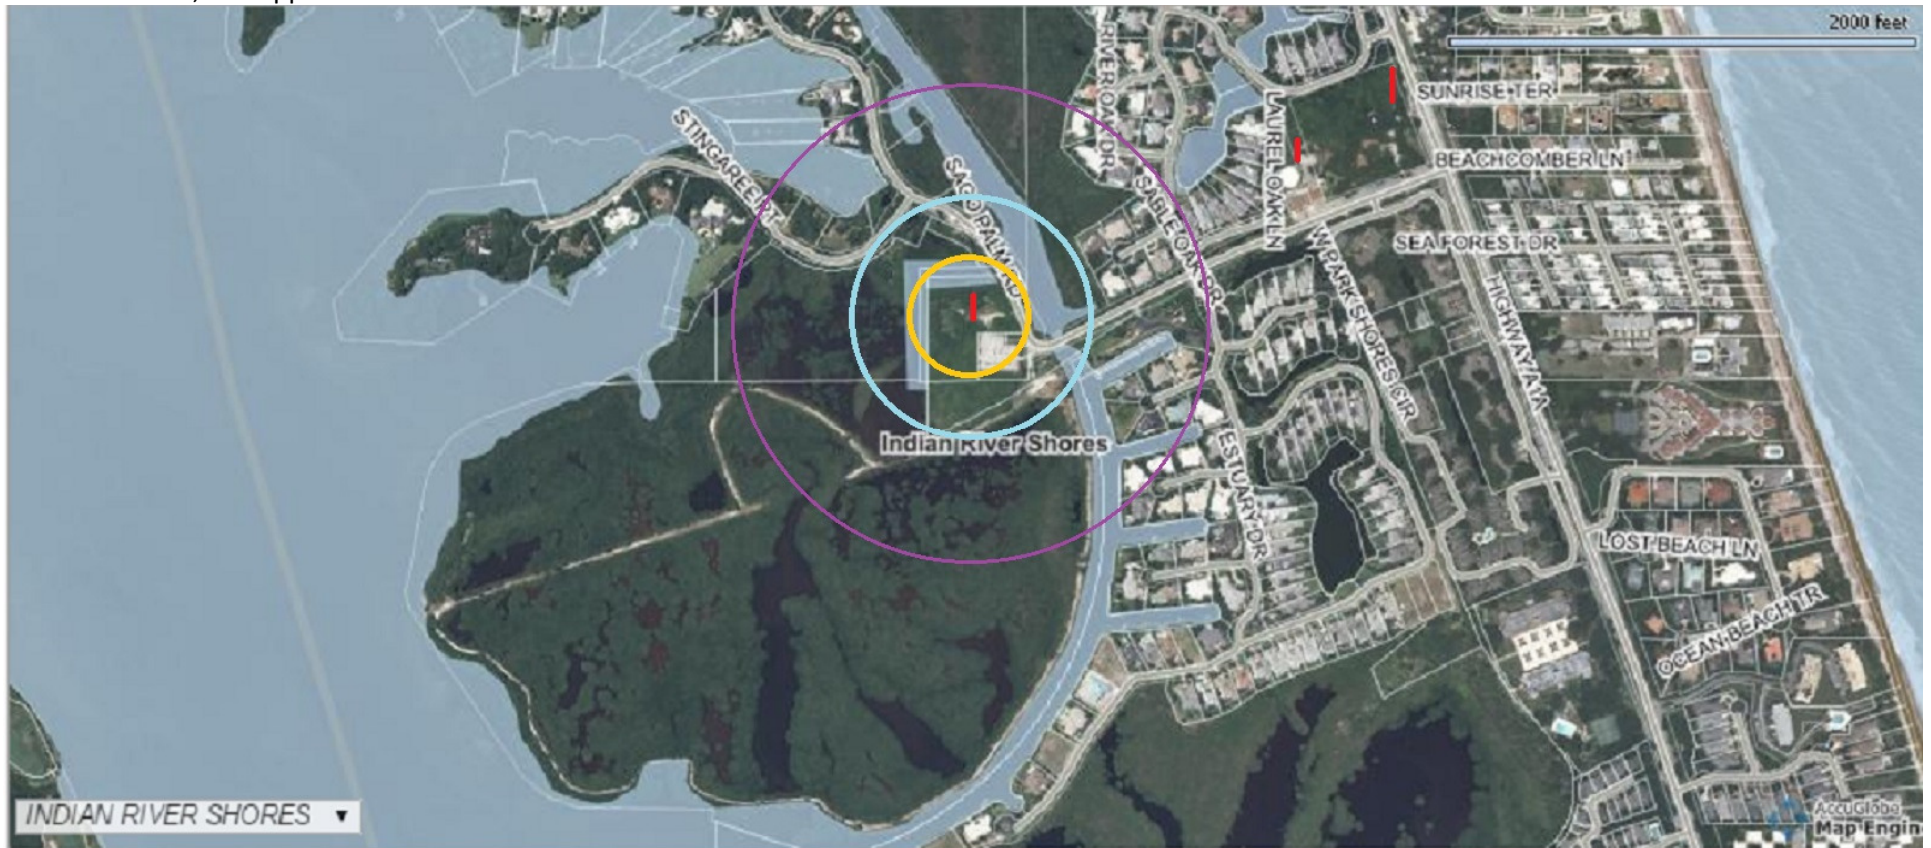 2000 feet
RIVER OAK DR
SUNRISE TER
STINGAREE PT
LAUREL OAK LN
BEACHCOMBER LN
SAGO PALM RD
SABLE OAK DR
SEA FOREST DR
W PARK SHORES CIR
HIGHWAY A1A
Indian River Shores
ESTUARY DR
LOST BEACH LN
OCEAN BEACH TR
INDIAN RIVER SHORES ▼
AccuGlobe
Map Engin